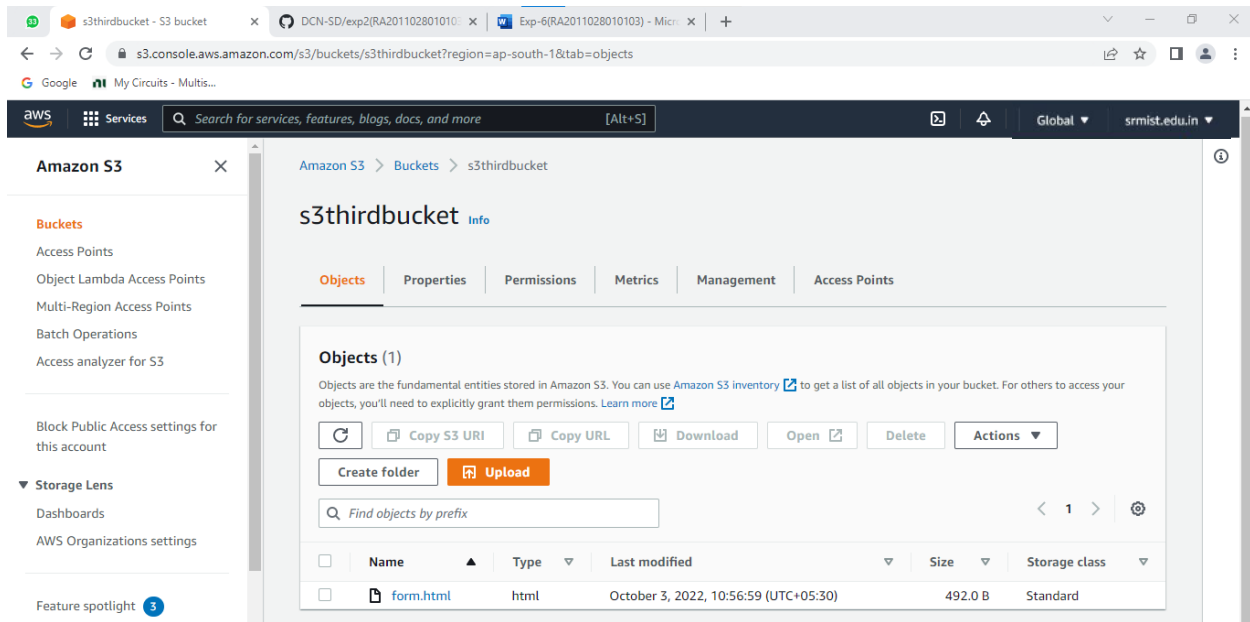 33
s3thirdbucket - S3 bucket
DCN-SD/exp2(RA2011028010103
Exp-6(RA2011028010103) - Micro
s3.console.aws.amazon.com/s3/buckets/s3thirdbucket?region=ap-south-1&tab=objects
Google
My Circuits - Multis...
aws
Services
Search for services, features, blogs, docs, and more
[Alt+S]
Global
srmist.edu.in
Amazon S3
Buckets
Access Points
Object Lambda Access Points
Multi-Region Access Points
Batch Operations
Access analyzer for S3
Block Public Access settings for
this account
Storage Lens
Dashboards
AWS Organizations settings
Feature spotlight 3
Amazon S3 > Buckets > s3thirdbucket
s3thirdbucket Info
Objects
Properties
Permissions
Metrics
Management
Access Points
Objects (1)
Objects are the fundamental entities stored in Amazon S3. You can use Amazon S3 inventory to get a list of all objects in your bucket. For others to access your
objects, you'll need to explicitly grant them permissions. Learn more
Copy S3 URI
Copy URL
Download
Open
Delete
Actions
Create folder
Upload
Find objects by prefix
1
Name Type Last modified Size Storage class
form.html html October 3, 2022, 10:56:59 (UTC+05:30) 492.0 B Standard